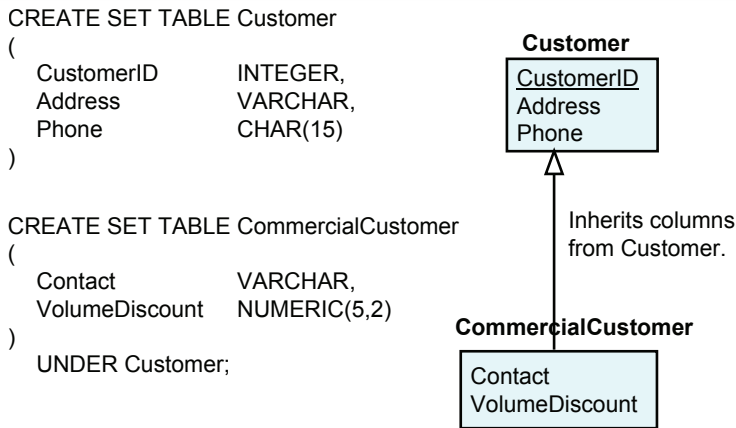 CREATE SET TABLE Customer
(
CustomerID INTEGER,
Address VARCHAR,
Phone CHAR(15)
)
CREATE SET TABLE CommercialCustomer
(
Contact VARCHAR,
VolumeDiscount NUMERIC(5,2)
)
UNDER Customer;
Customer
CustomerID
Address
Phone
Inherits columns
from Customer.
CommercialCustomer
Contact
VolumeDiscount